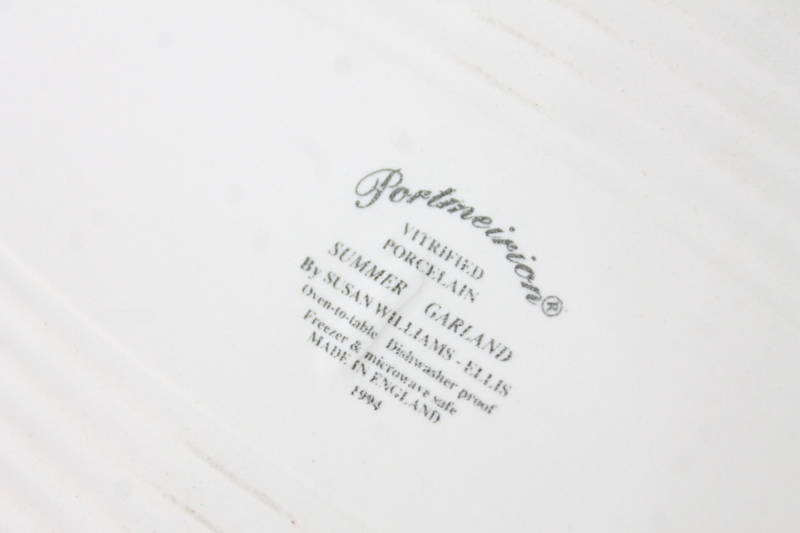 Portmeirion®
VITRIFIED
PORCELAIN
SUMMER GARLAND
By SUSAN WILLIAMS - ELLIS
Oven-to-table Dishwasher proof
Freezer & microwave safe
MADE IN ENGLAND
1994